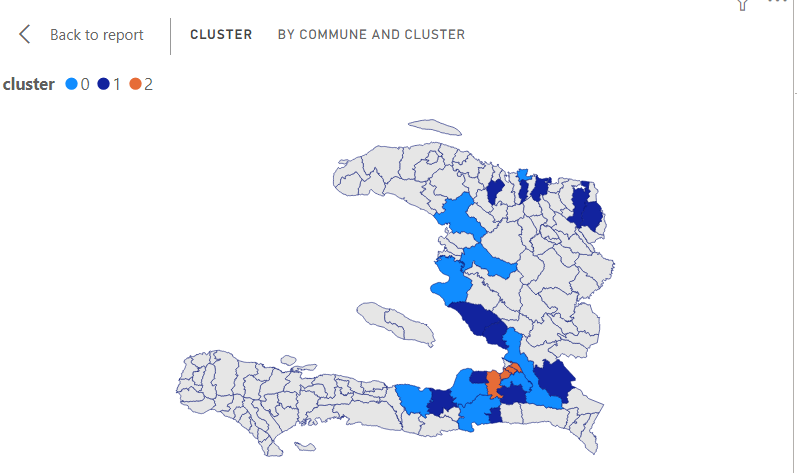 Back to report CLUSTER BY COMMUNE AND CLUSTER
cluster 0 1 2